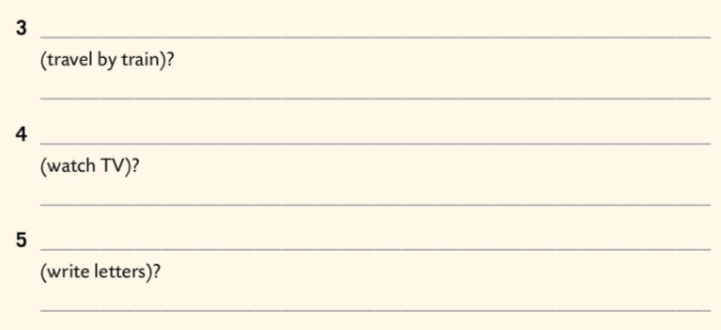 3
(travel by train)?
4
(watch TV)?
5
(write letters)?